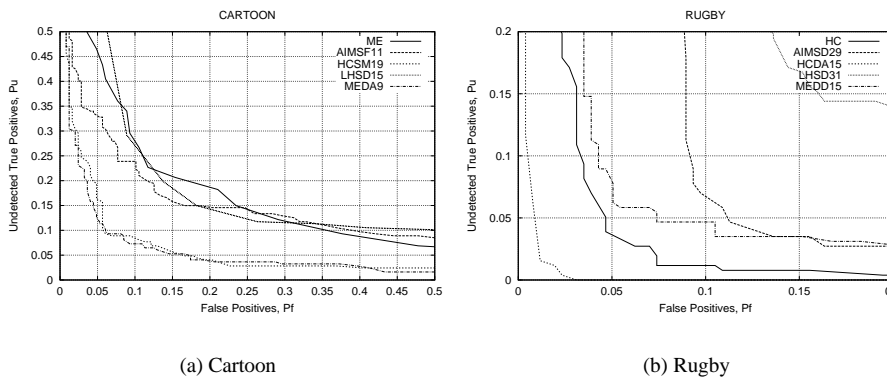 CARTOON
Undetected True Positives, Pu
0.5
0.45
0.4
0.35
0.3
0.25
0.2
0.15
0.1
0.05
0
ME
AIMSF11
HCSM19
LHSD15
MEDA9
0 0.05 0.1 0.15 0.2 0.25 0.3 0.35 0.4 0.45 0.5
False Positives, Pf
(a) Cartoon
RUGBY
Undetected True Positives, Pu
0.2
0.15
0.1
0.05
0
HC
AIMSD29
HCDA15
LHSD31
MEDD15
0 0.05 0.1 0.15 0.2
False Positives, Pf
(b) Rugby